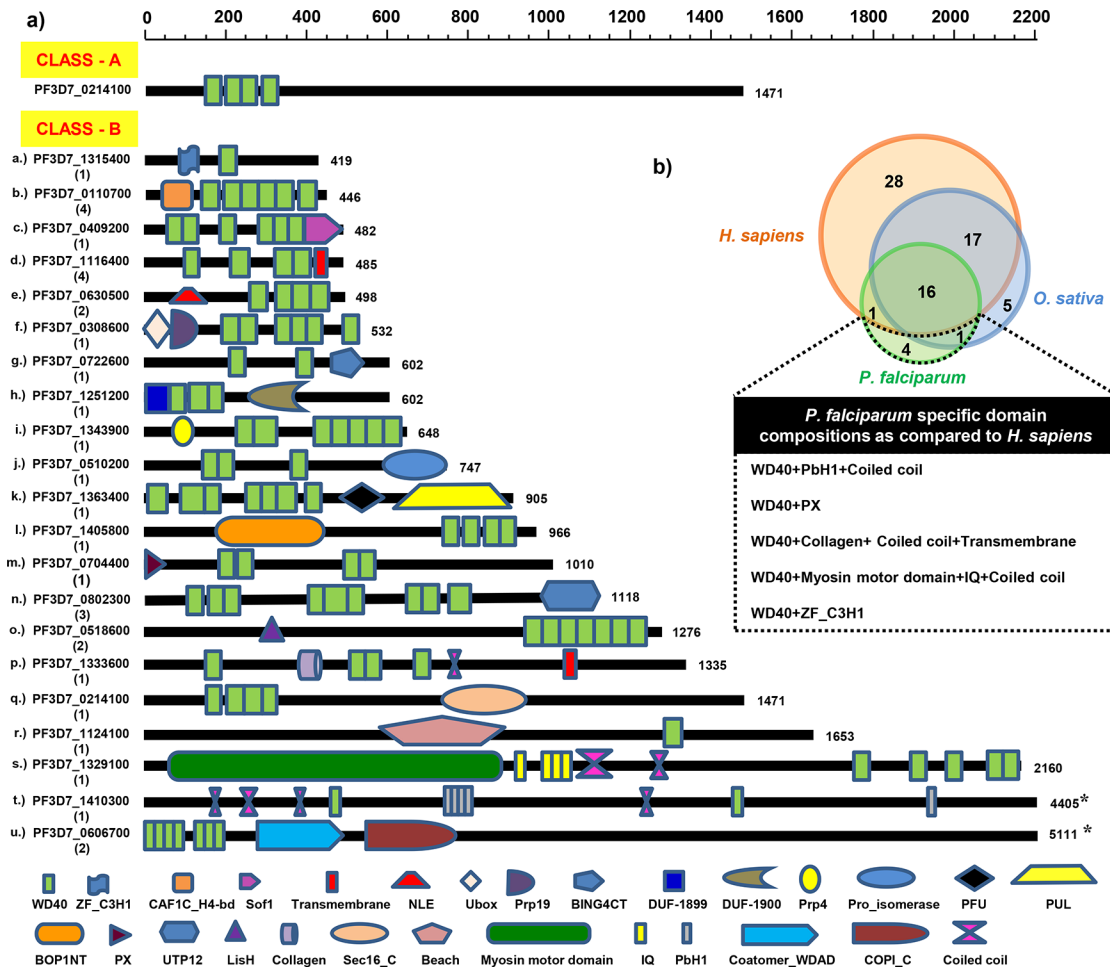 a)
0 200 400 600 800 1000 1200 1400 1600 1800 2000 2200
CLASS - A
PF3D7_0214100
1471
CLASS - B
a.) PF3D7_1315400
(1)
419
b.) PF3D7_0110700
(4)
446
c.) PF3D7_0409200
(1)
482
d.) PF3D7_1116400
(4)
485
e.) PF3D7_0630500
(2)
498
f.) PF3D7_0308600
(1)
532
g.) PF3D7_0722600
(1)
602
h.) PF3D7_1251200
(1)
602
i.) PF3D7_1343900
(1)
648
j.) PF3D7_0510200
(1)
747
k.) PF3D7_1363400
(1)
905
l.) PF3D7_1405800
(1)
966
m.) PF3D7_0704400
(1)
1010
n.) PF3D7_0802300
(3)
1118
o.) PF3D7_0518600
(2)
1276
p.) PF3D7_1333600
(1)
1335
q.) PF3D7_0214100
(1)
1471
r.) PF3D7_1124100
(1)
1653
s.) PF3D7_1329100
(1)
2160
t.) PF3D7_1410300
(1)
4405*
u.) PF3D7_0606700
(2)
5111 *
b)
28
H. sapiens
17
16
5
O. sativa
1
4
1
P. falciparum
P. falciparum specific domain
compositions as compared to H. sapiens
WD40+PbH1+Coiled coil
WD40+PX
WD40+Collagen+ Coiled coil+Transmembrane
WD40+Myosin motor domain+IQ+Coiled coil
WD40+ZF_C3H1
WD40 ZF_C3H1 CAF1C_H4-bd Sof1 Transmembrane NLE Ubox Prp19 BING4CT DUF-1899 DUF-1900 Prp4 Pro_isomerase PFU PUL
BOP1NT PX UTP12 LisH Collagen Sec16_C Beach Myosin motor domain IQ PbH1 Coatomer_WDAD COPI_C Coiled coil